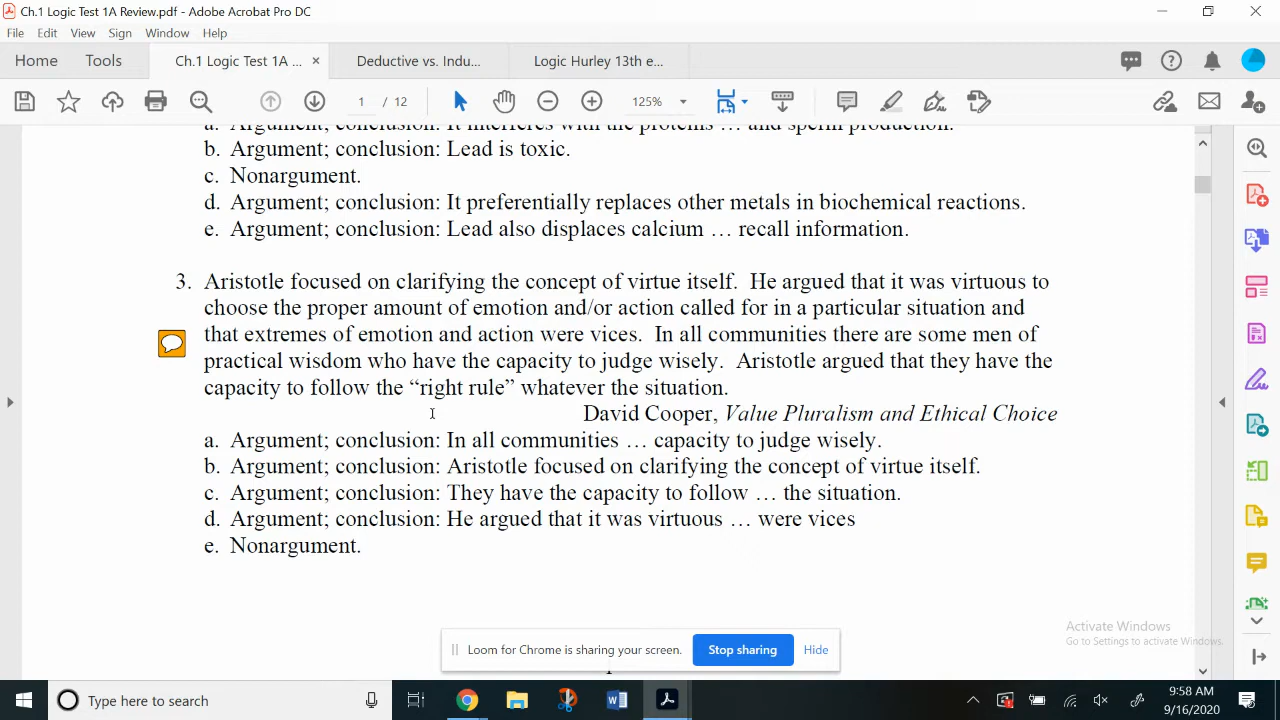 Ch.1 Logic Test 1A Review.pdf - Adobe Acrobat Pro DC
File Edit View Sign Window Help
Home Tools Ch.1 Logic Test 1A ... × Deductive vs. Indu... Logic Hurley 13th e...
1 / 12 125%
a. Argument; conclusion: It interferes with the proteins … and sperm production.
b. Argument; conclusion: Lead is toxic.
c. Nonargument.
d. Argument; conclusion: It preferentially replaces other metals in biochemical reactions.
e. Argument; conclusion: Lead also displaces calcium … recall information.
3. Aristotle focused on clarifying the concept of virtue itself. He argued that it was virtuous to
choose the proper amount of emotion and/or action called for in a particular situation and
that extremes of emotion and action were vices. In all communities there are some men of
practical wisdom who have the capacity to judge wisely. Aristotle argued that they have the
capacity to follow the “right rule” whatever the situation.
David Cooper, Value Pluralism and Ethical Choice
a. Argument; conclusion: In all communities … capacity to judge wisely.
b. Argument; conclusion: Aristotle focused on clarifying the concept of virtue itself.
c. Argument; conclusion: They have the capacity to follow … the situation.
d. Argument; conclusion: He argued that it was virtuous … were vices
e. Nonargument.
Activate Windows
Go to Settings to activate Windows.
Loom for Chrome is sharing your screen. Stop sharing Hide
Type here to search
9:58 AM
9/16/2020